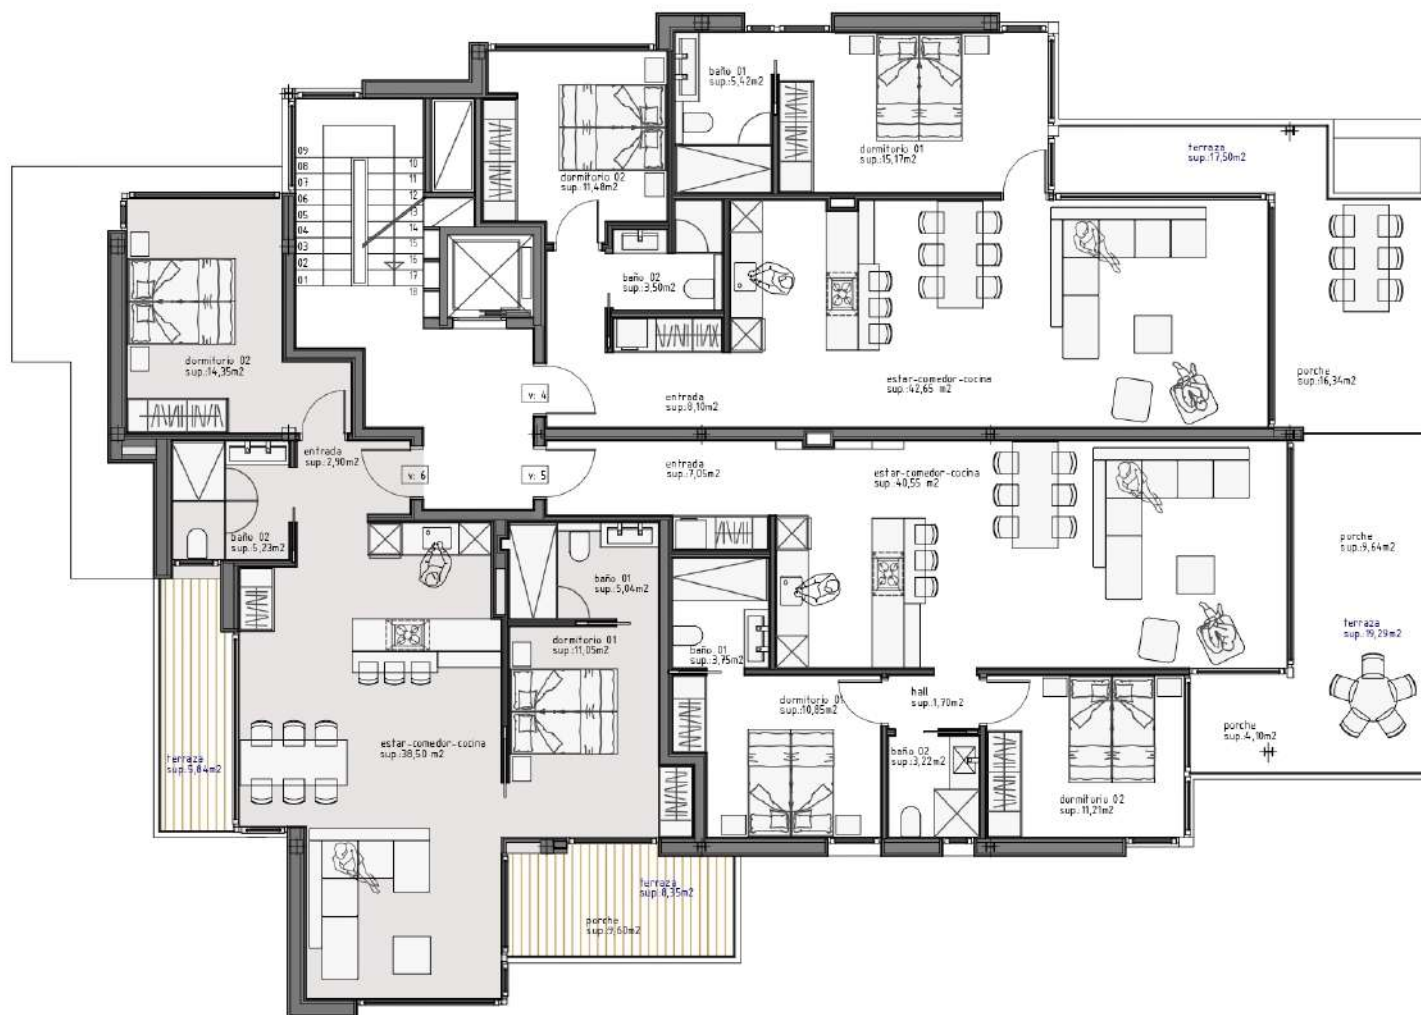 baño 01
sup.:5,42m2
dormitorio 01
sup.:15,17m2
terraza
sup.:17,50m2
09
08
07
06
05
04
03
02
01
10
11
12
13
14
15
16
17
18
dormitorio 02
sup.:11,48m2
baño 02
sup.:3,50m2
dormitorio 02
sup.:14,35m2
estar-comedor-cocina
sup.:42,65 m2
porche
sup.:16,34m2
v: 4
entrada
sup.:8,10m2
entrada
sup.:2,90m2
v: 6
v: 5
entrada
sup.:7,05m2
estar-comedor-cocina
sup.:40,55 m2
baño 02
sup.:5,23m2
porche
sup.:9,64m2
baño 01
sup.:5,04m2
dormitorio 01
sup.:11,05m2
baño 01
sup.:3,75m2
terraza
sup.:19,29m2
dormitorio 01
sup.:10,85m2
hall
sup.:1,70m2
porche
sup.:4,10m2
estar-comedor-cocina
sup.:38,50 m2
baño 02
sup.:3,22m2
terraza
sup.:5,84m2
dormitorio 02
sup.:11,21m2
terraza
sup.:8,35m2
porche
sup.:9,60m2